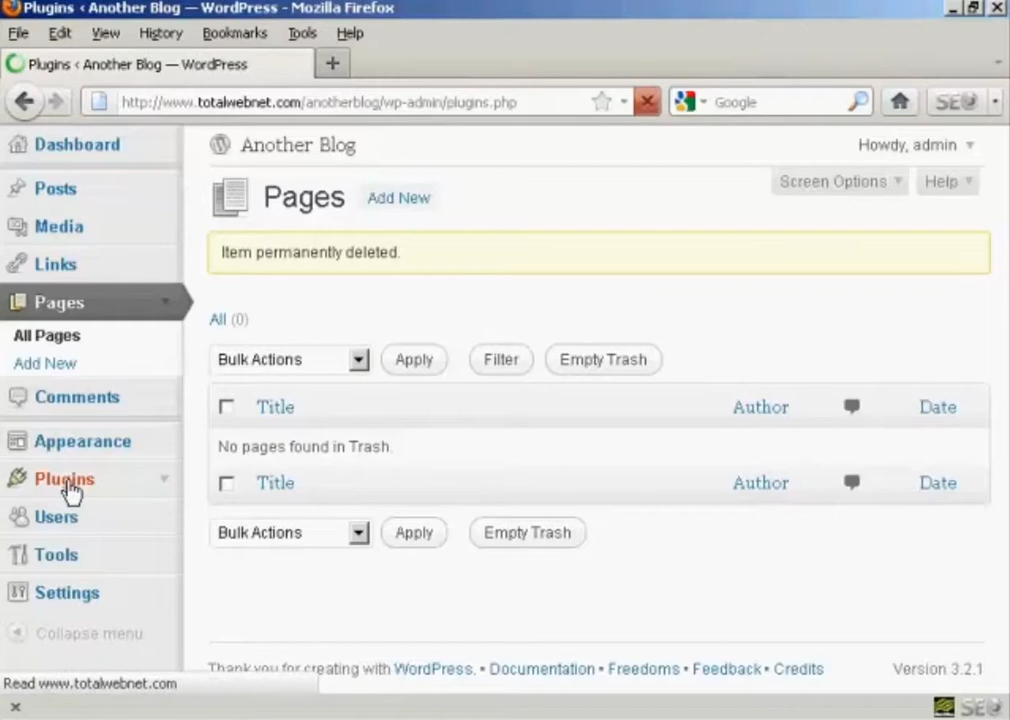 Plugins ‹ Another Blog — WordPress - Mozilla Firefox
File Edit View History Bookmarks Tools Help
Plugins ‹ Another Blog — WordPress
http://www.totalwebnet.com/anotherblog/wp-admin/plugins.php
Google
SEO
Dashboard
Posts
Media
Links
Pages
All Pages
Add New
Comments
Appearance
Plugins
Users
Tools
Settings
Collapse menu
Another Blog
Howdy, admin
Screen Options
Help
Pages Add New
Item permanently deleted.
All (0)
Bulk Actions Apply Filter Empty Trash
Title Author Date
No pages found in Trash.
Title Author Date
Bulk Actions Apply Empty Trash
Thank you for creating with WordPress. • Documentation • Freedoms • Feedback • Credits
Version 3.2.1
Read www.totalwebnet.com
x
SEO